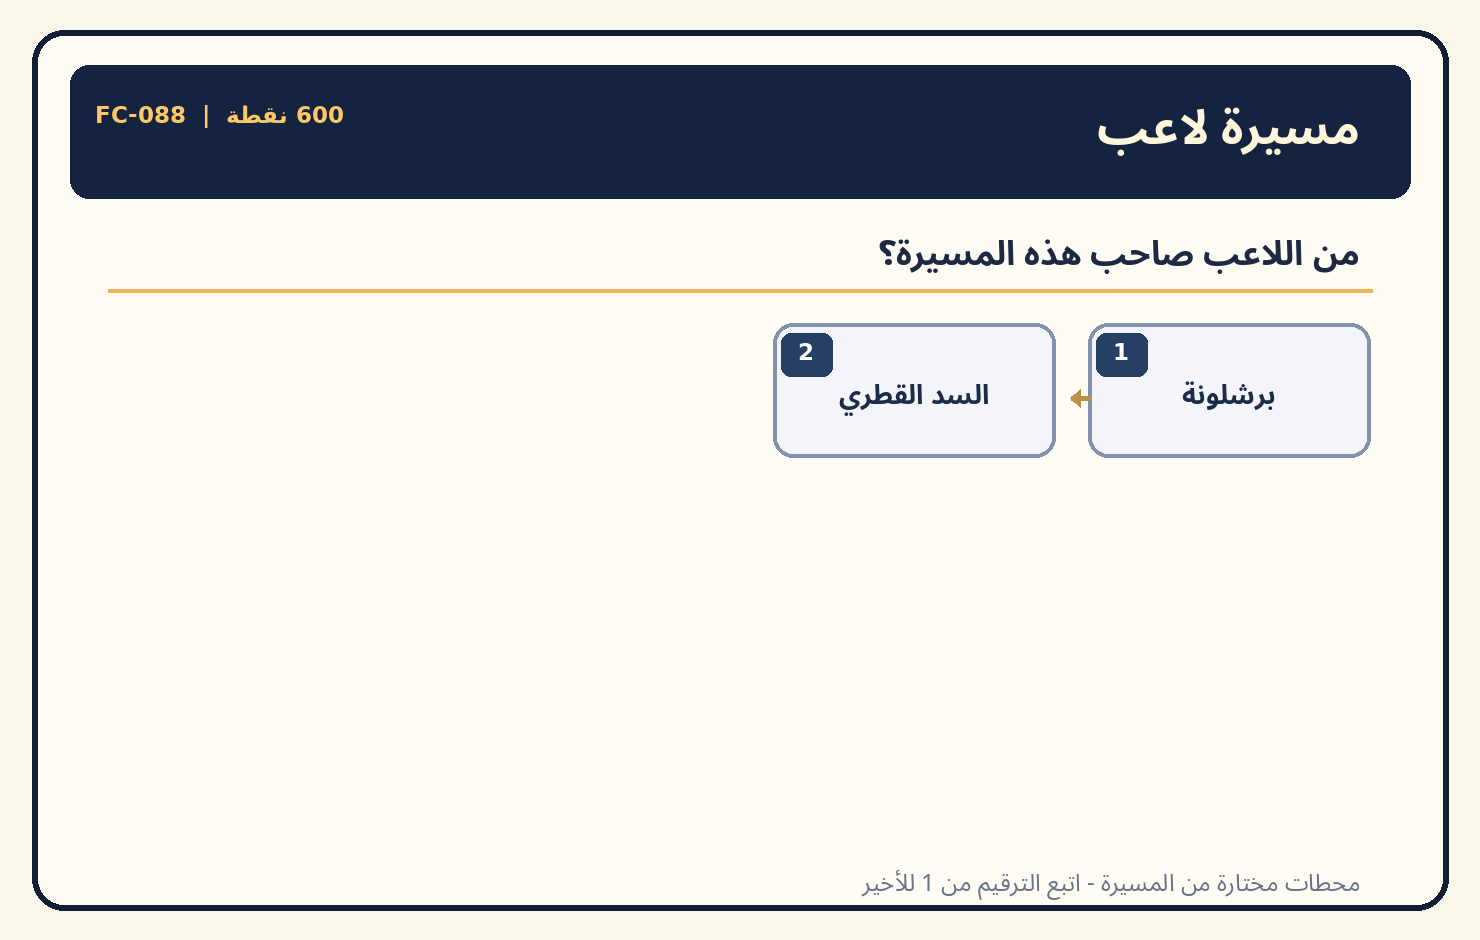 مسيرة لاعب
600 نقطة | FC-088
من اللاعب صاحب هذه المسيرة؟
1
برشلونة
2
السد القطري
محطات مختارة من المسيرة - اتبع الترقيم من 1 للأخير